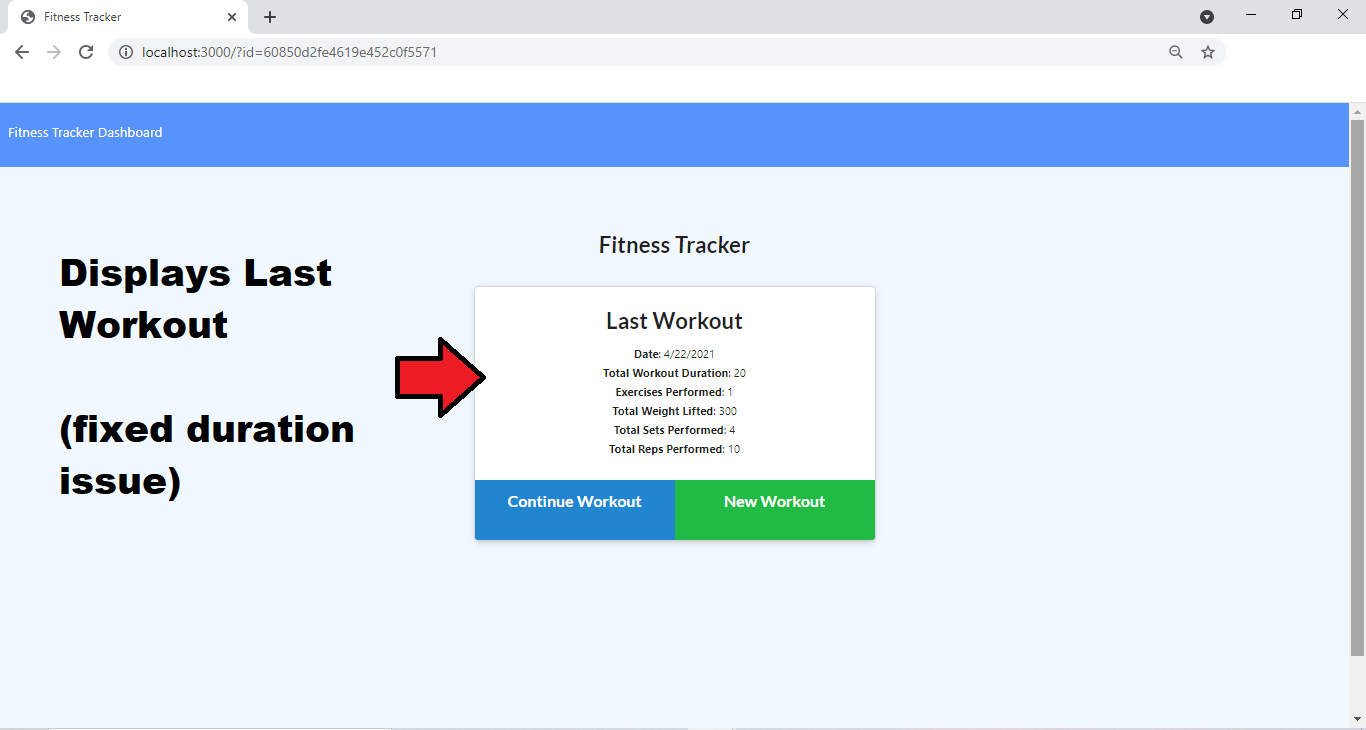 Fitness Tracker
localhost:3000/?id=60850d2fe4619e452c0f5571
Fitness Tracker Dashboard
Displays Last
Workout
(fixed duration
issue)
Fitness Tracker
Last Workout
Date: 4/22/2021
Total Workout Duration: 20
Exercises Performed: 1
Total Weight Lifted: 300
Total Sets Performed: 4
Total Reps Performed: 10
Continue Workout
New Workout